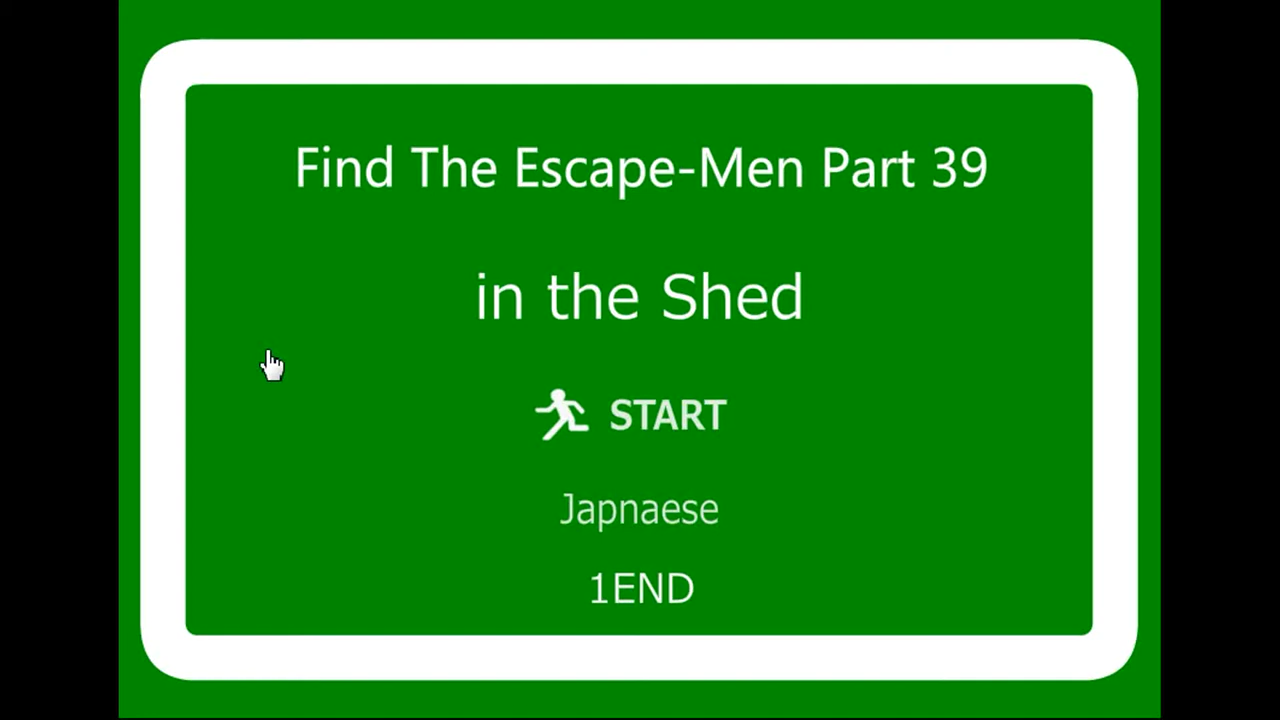 Find The Escape-Men Part 39
in the Shed
START
Japnaese
1END